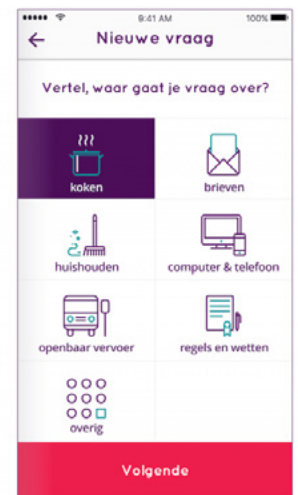 9:41 AM 100%
Nieuwe vraag
Vertel, waar gaat je vraag over?
koken brieven
huishouden computer & telefoon
openbaar vervoer regels en wetten
overig
Volgende